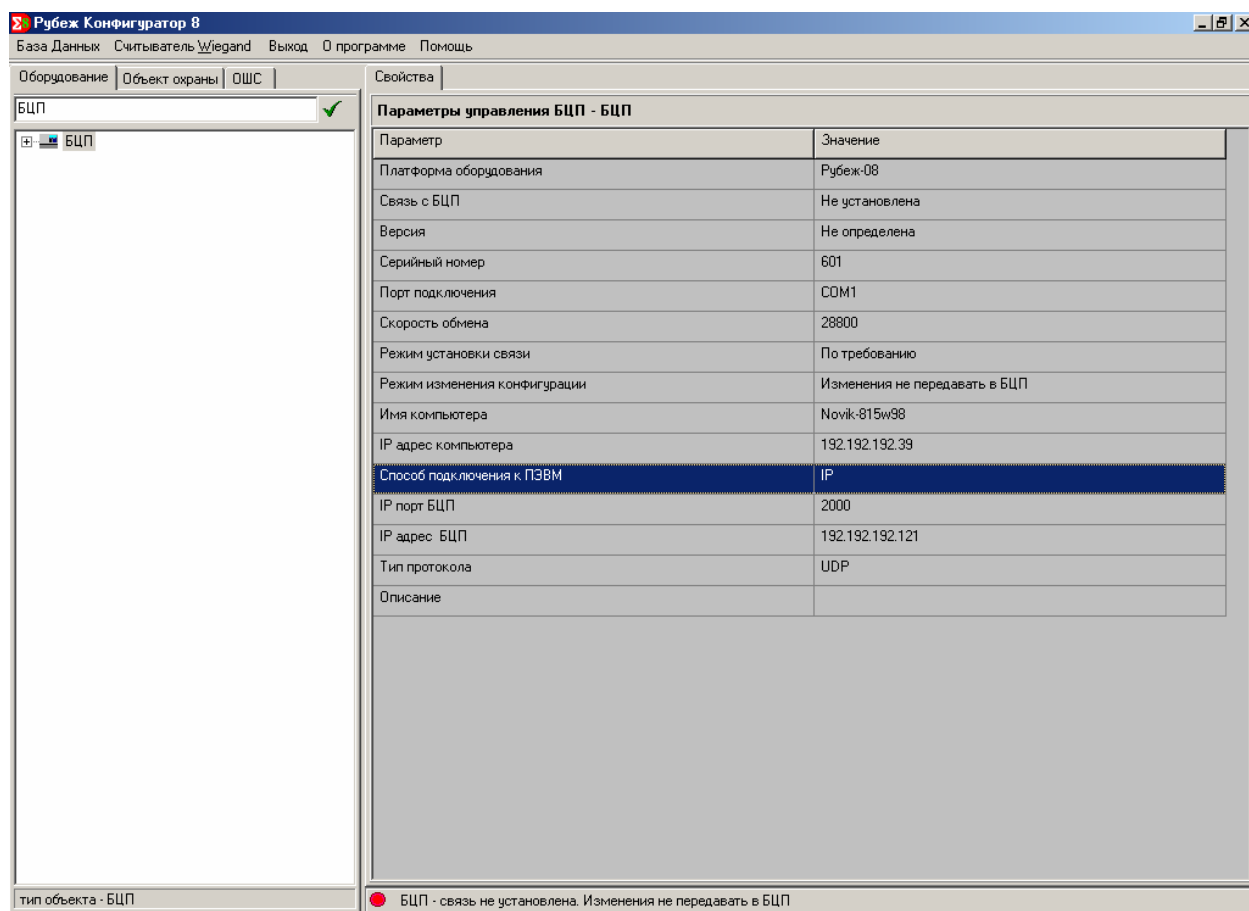 Рубеж Конфигуратор 8
База Данных Считыватель Wiegand Выход О программе Помощь
Оборудование Объект охраны ОШС
БЦП
БЦП
Свойства
Параметры управления БЦП - БЦП
Параметр Значение
Платформа оборудования Рубеж-08
Связь с БЦП Не установлена
Версия Не определена
Серийный номер 601
Порт подключения COM1
Скорость обмена 28800
Режим установки связи По требованию
Режим изменения конфигурации Изменения не передавать в БЦП
Имя компьютера Novik-815w98
IP адрес компьютера 192.192.192.39
Способ подключения к ПЭВМ IP
IP порт БЦП 2000
IP адрес БЦП 192.192.192.121
Тип протокола UDP
Описание
тип объекта - БЦП
БЦП - связь не установлена. Изменения не передавать в БЦП